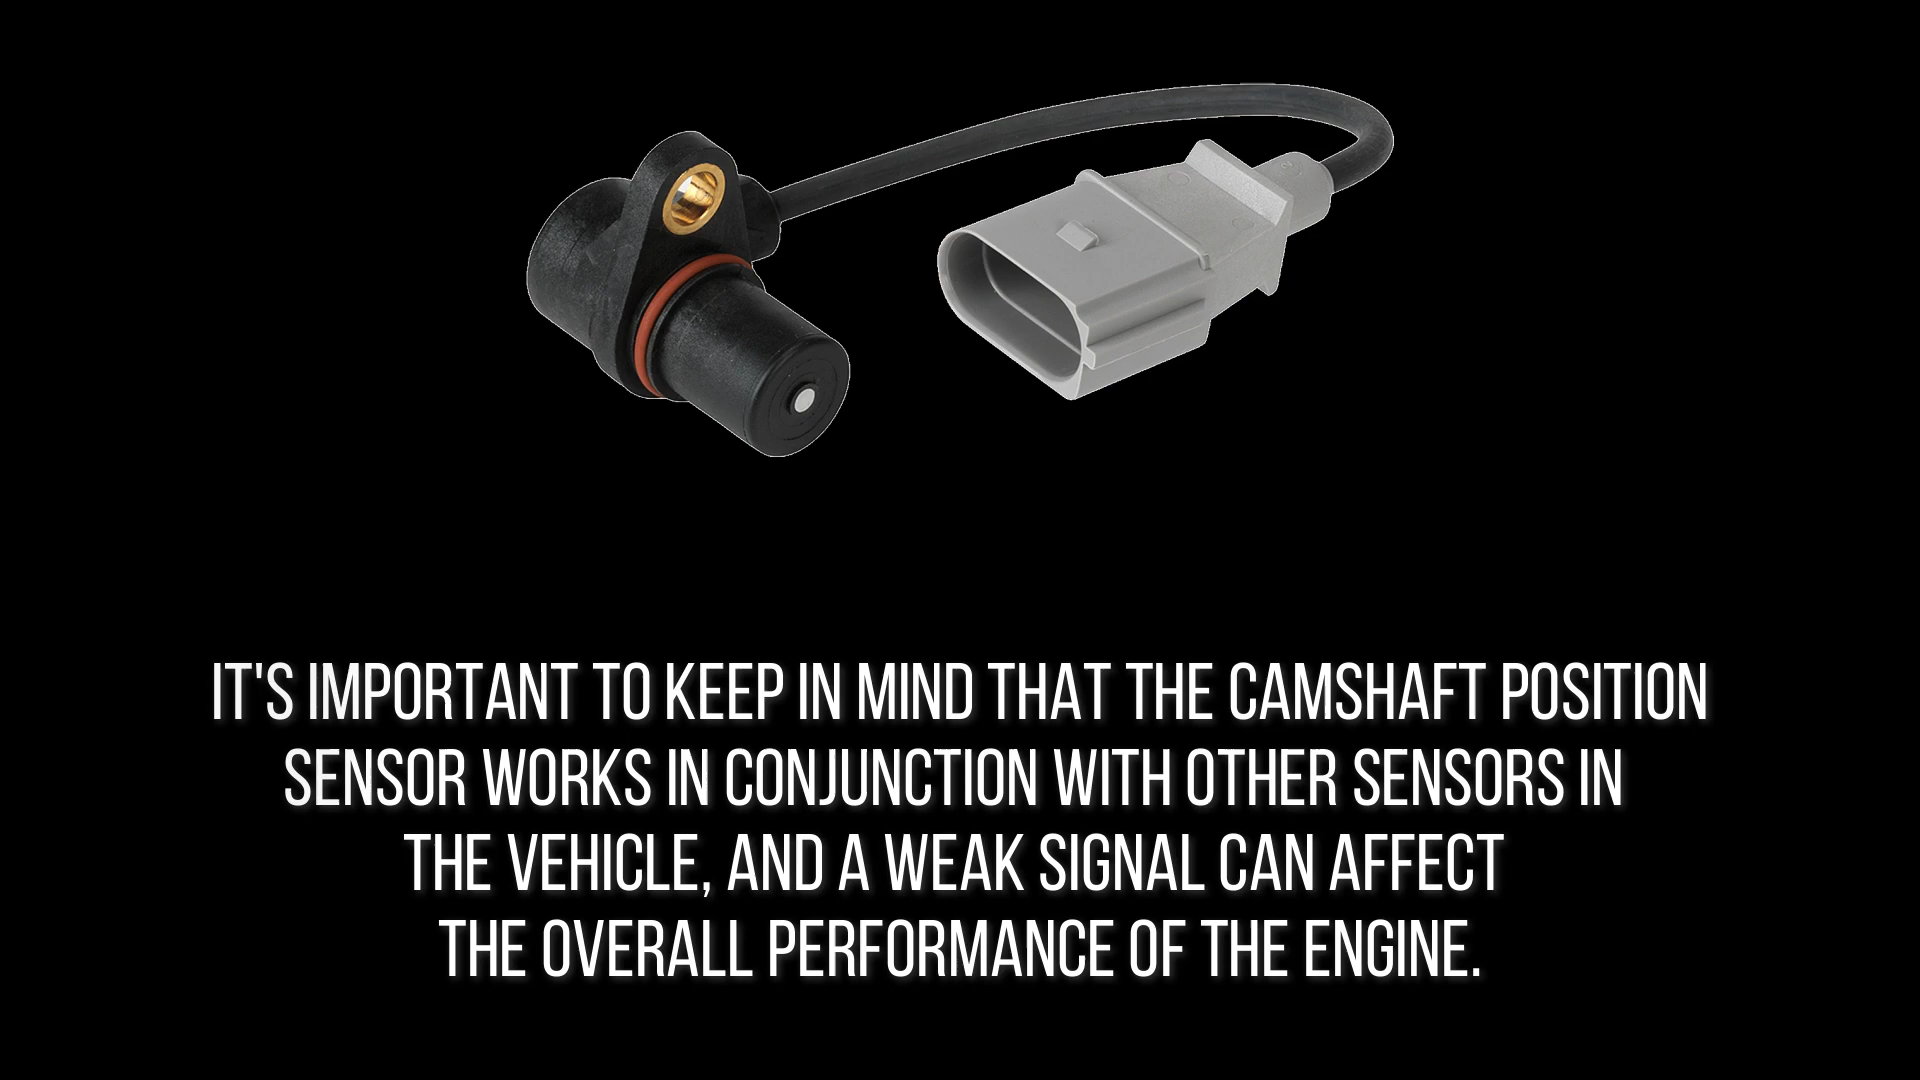 IT'S IMPORTANT TO KEEP IN MIND THAT THE CAMSHAFT POSITION
SENSOR WORKS IN CONJUNCTION WITH OTHER SENSORS IN
THE VEHICLE, AND A WEAK SIGNAL CAN AFFECT
THE OVERALL PERFORMANCE OF THE ENGINE.